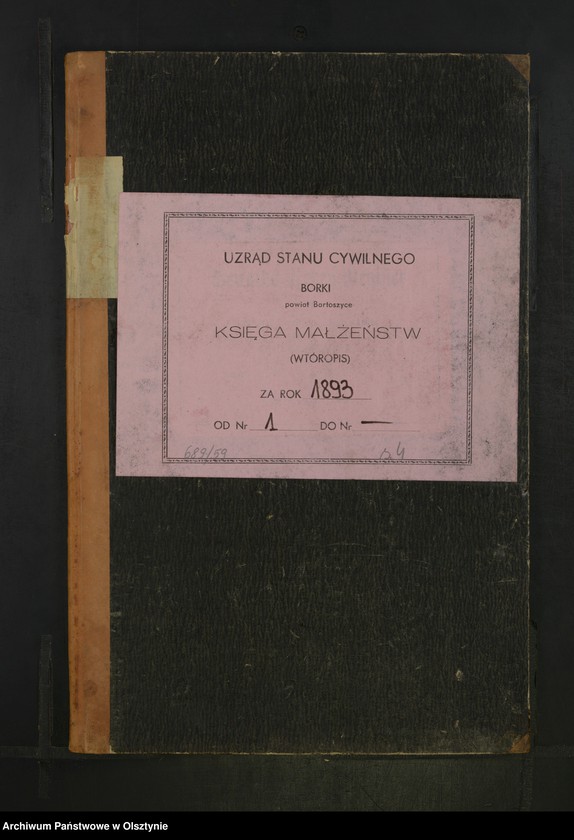 UZRĄD STANU CYWILNEGO
BORKI
powiat Bartoszyce
KSIĘGA MAŁŻEŃSTW
(WTÓROPIS)
ZA ROK 1893
OD Nr 1 DO Nr —
689/59
Archiwum Państwowe w Olsztynie